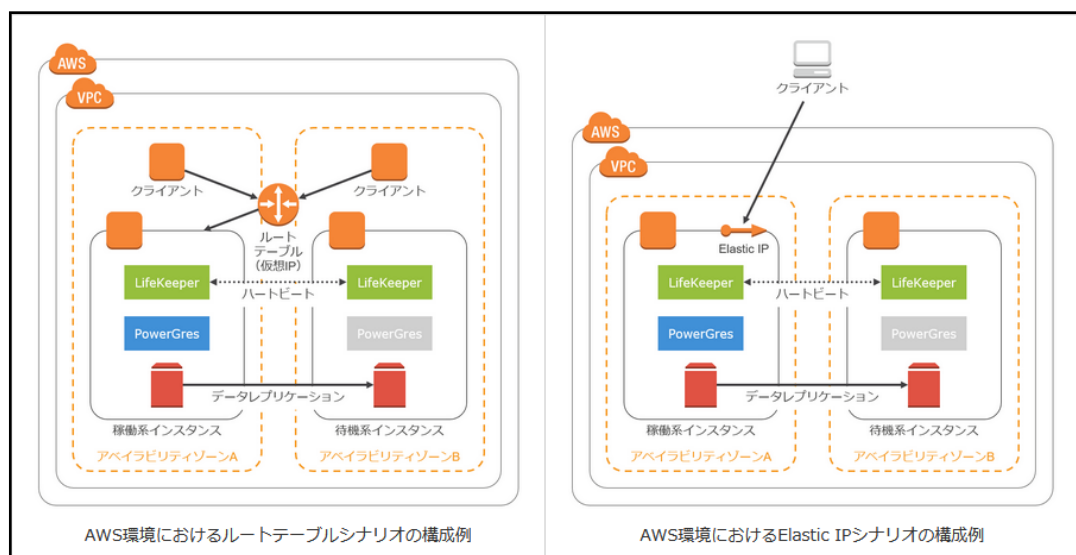 AWS
VPC
クライアント
クライアント
ルート
テーブル
（仮想IP）
LifeKeeper
LifeKeeper
ハートビート
PowerGres
PowerGres
データレプリケーション
稼働系インスタンス
待機系インスタンス
アベイラビリティゾーンA
アベイラビリティゾーンB
AWS環境におけるルートテーブルシナリオの構成例
クライアント
AWS
VPC
Elastic IP
LifeKeeper
LifeKeeper
ハートビート
PowerGres
PowerGres
データレプリケーション
稼働系インスタンス
待機系インスタンス
アベイラビリティゾーンA
アベイラビリティゾーンB
AWS環境におけるElastic IPシナリオの構成例